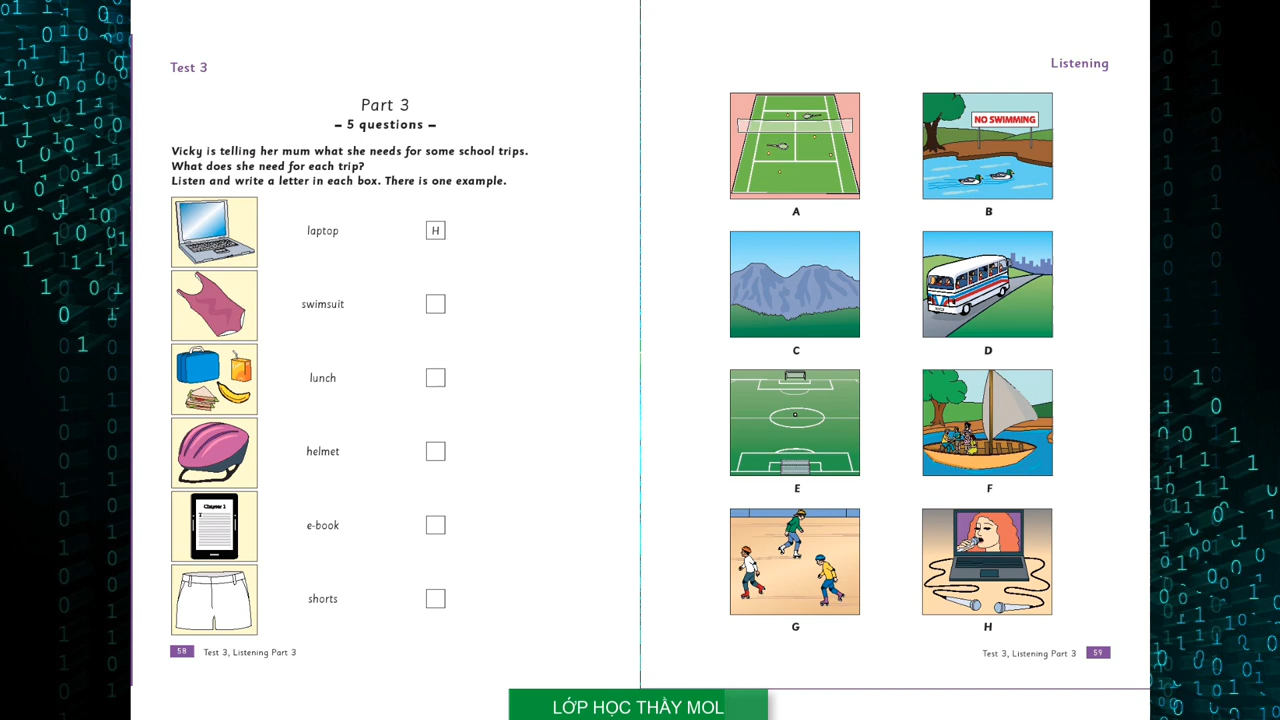 Test 3
Part 3
– 5 questions –
Vicky is telling her mum what she needs for some school trips.
What does she need for each trip?
Listen and write a letter in each box. There is one example.
laptop H
swimsuit
lunch
helmet
Chapter 1
e-book
shorts
58 Test 3, Listening Part 3
Listening
NO SWIMMING
A B
C D
E F
G H
Test 3, Listening Part 3 59
LỚP HỌC THẦY MOL